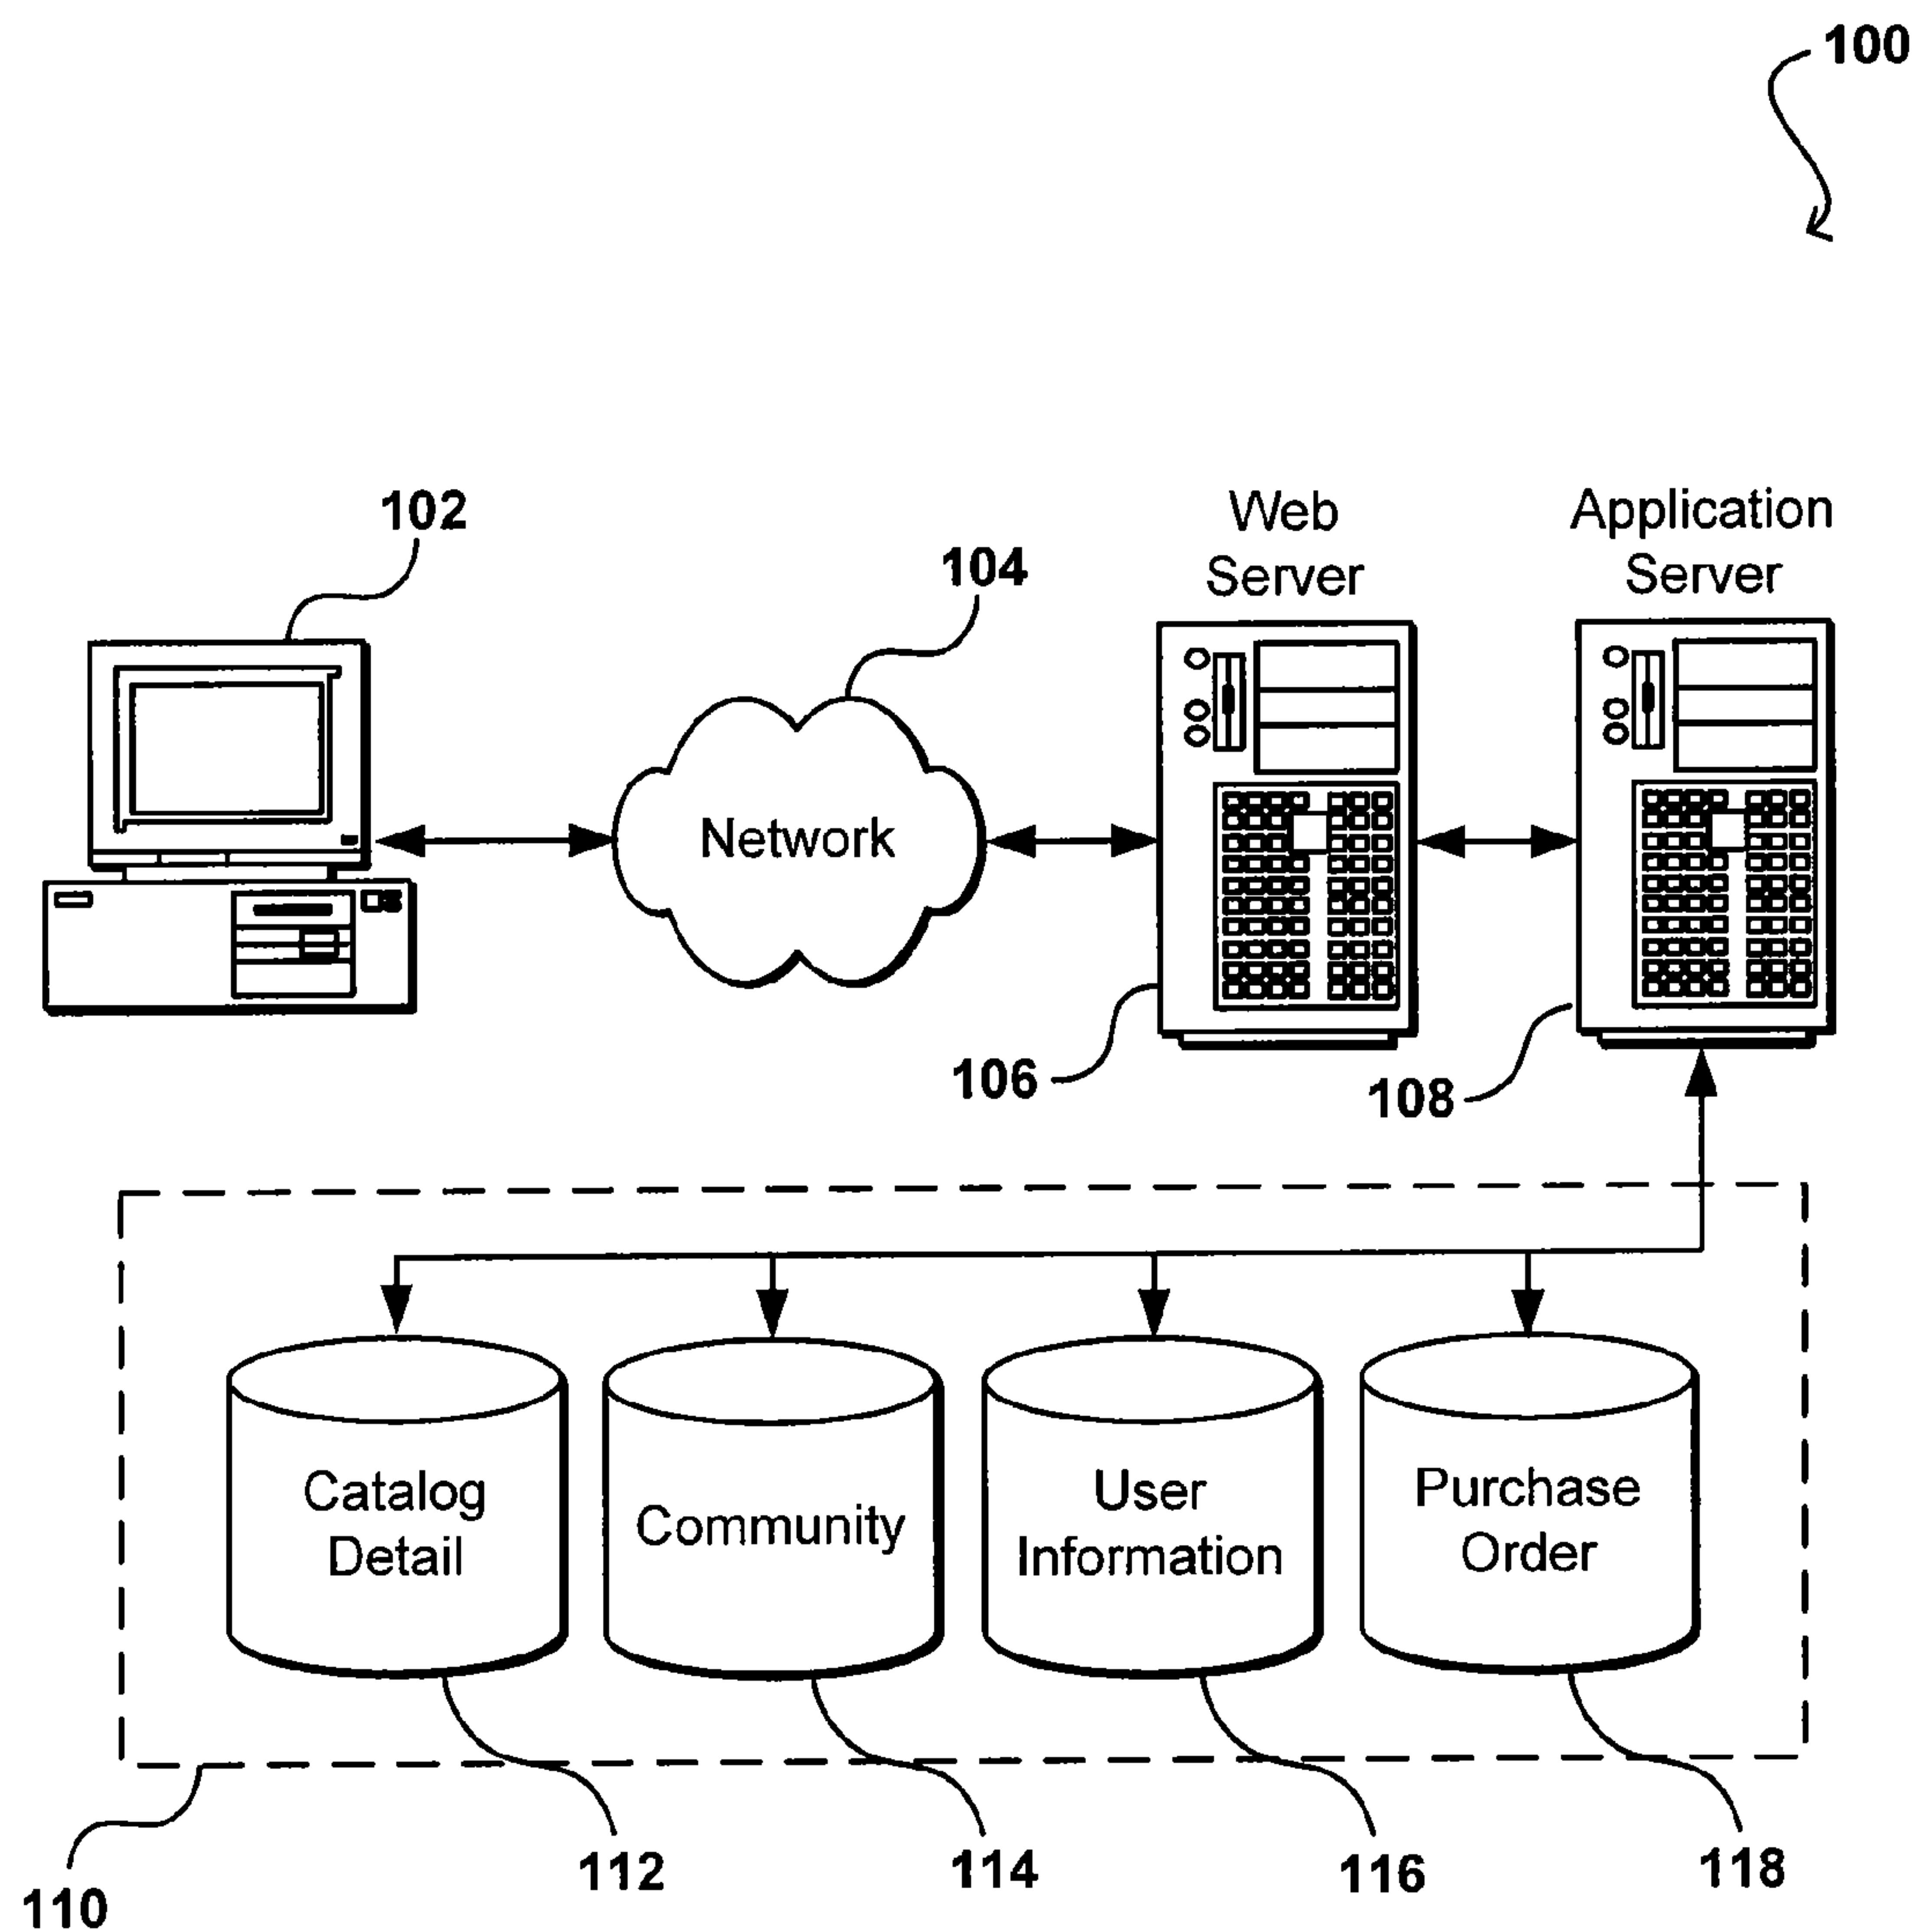 100
102
104
Web
Server
Application
Server
Network
106
108
Catalog
Detail
Community
User
Information
Purchase
Order
110
112
114
116
118